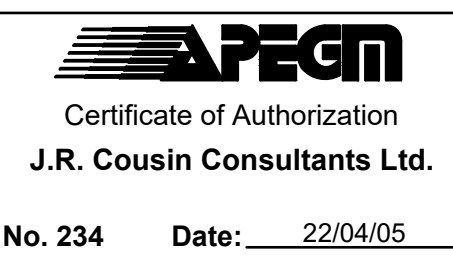 APEGM
Certificate of Authorization
J.R. Cousin Consultants Ltd.
No. 234 Date: 22/04/05